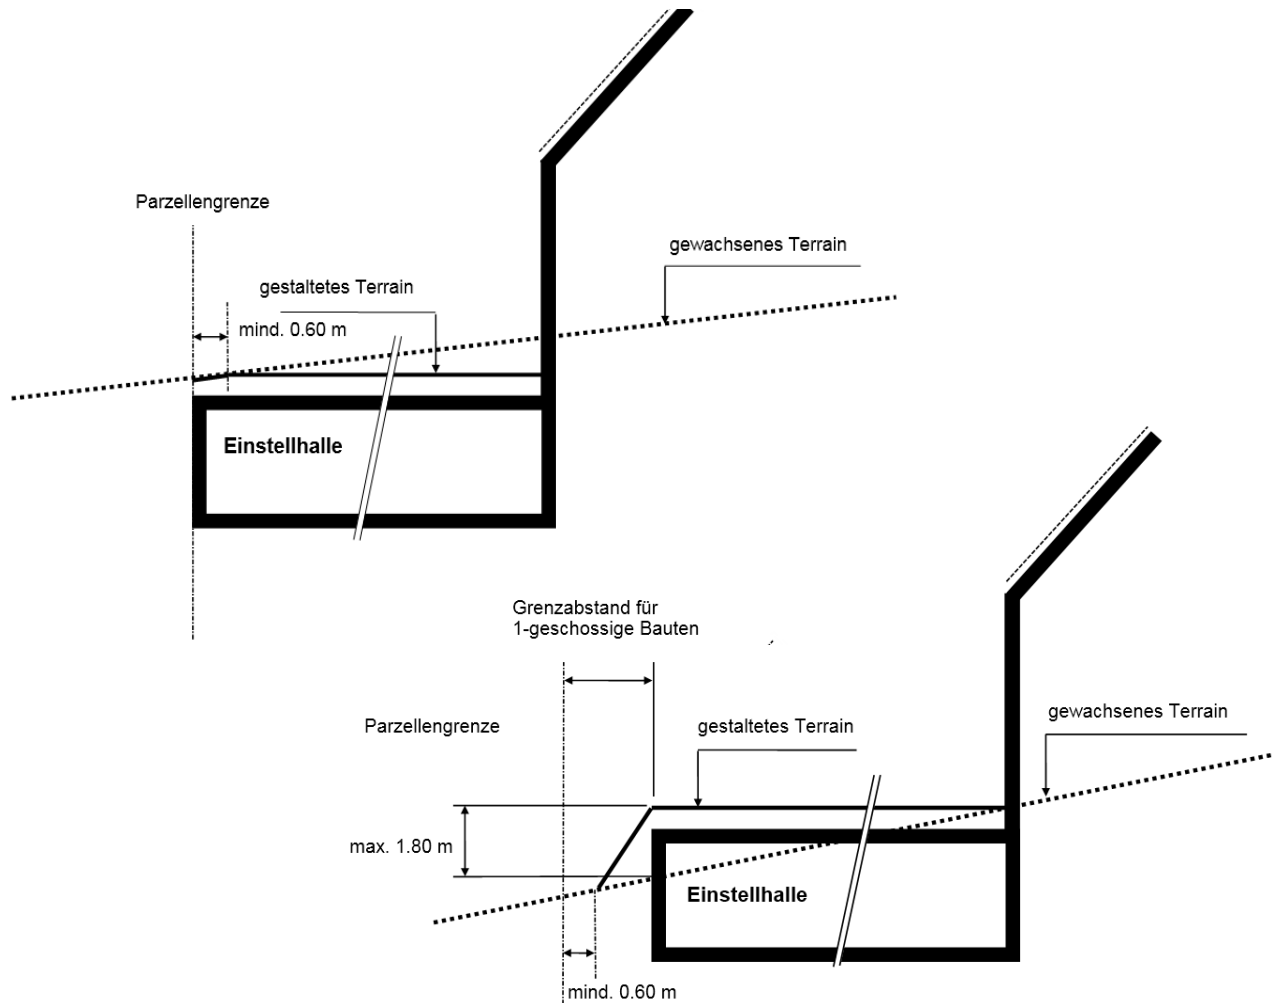 Parzellengrenze
gewachsenes Terrain
gestaltetes Terrain
mind. 0.60 m
Einstellhalle
Grenzabstand für
1-geschossige Bauten
Parzellengrenze
gestaltetes Terrain
gewachsenes Terrain
max. 1.80 m
Einstellhalle
mind. 0.60 m